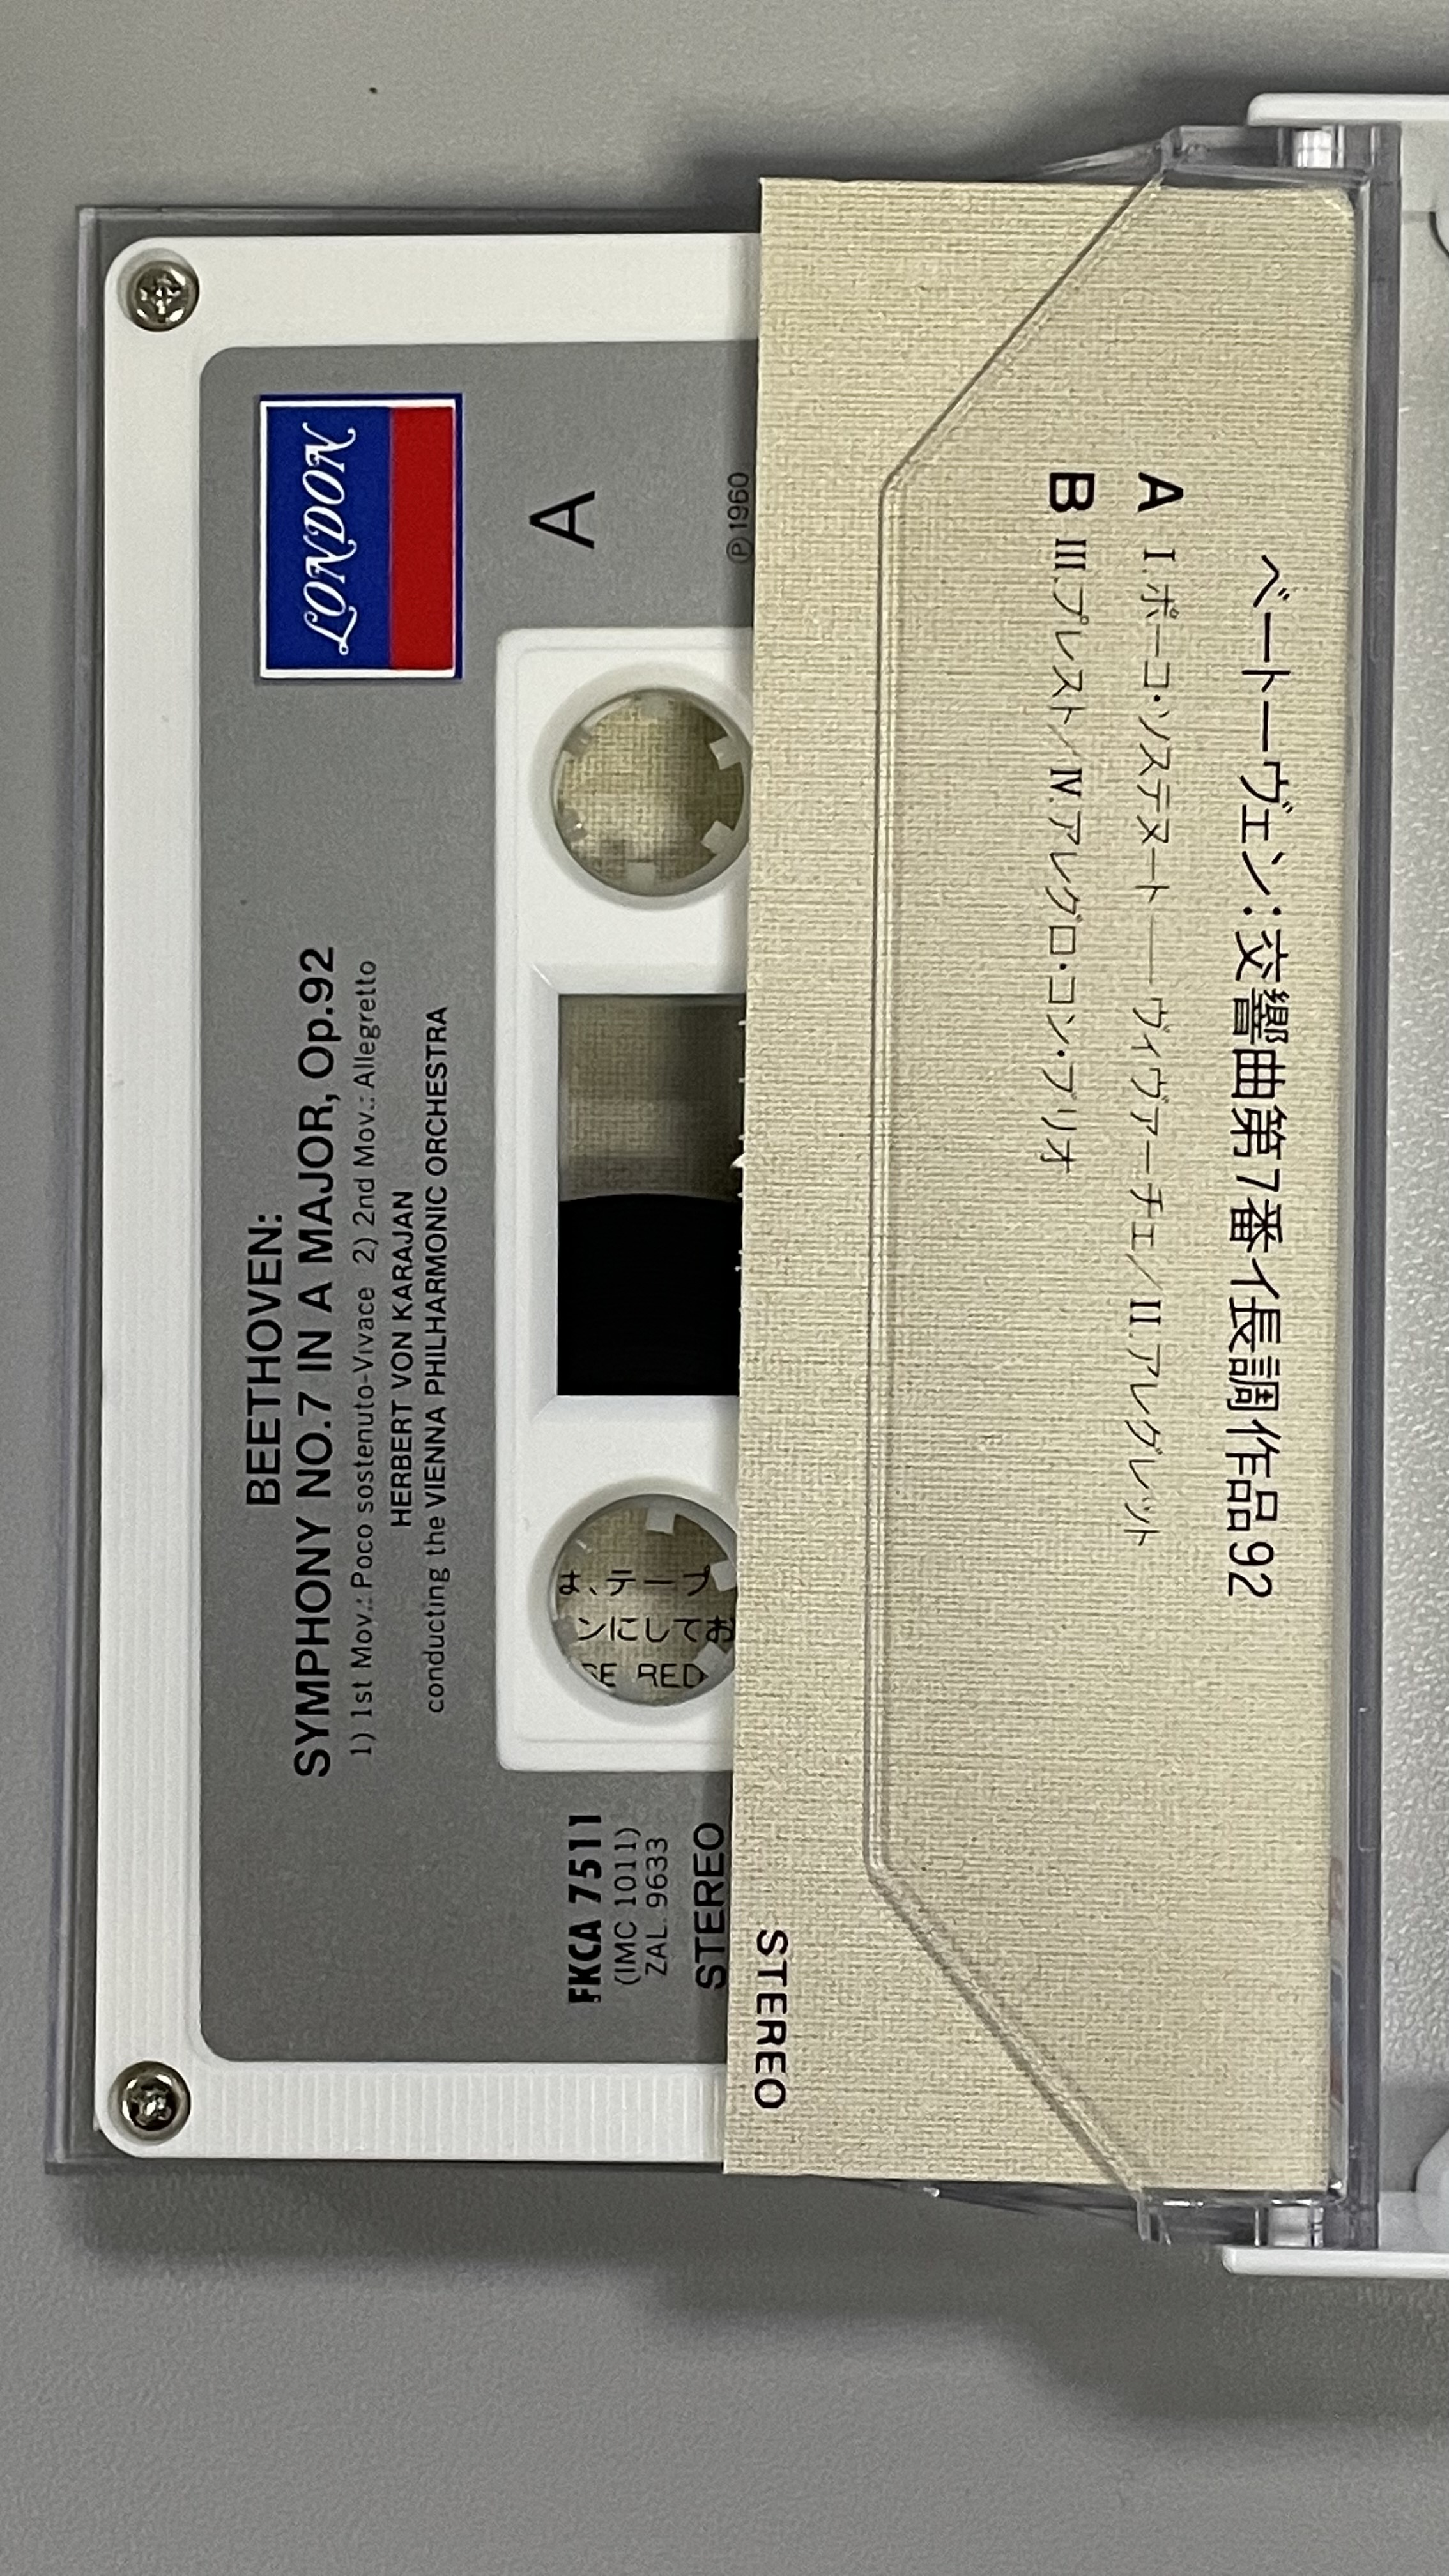 LONDON
A
BEETHOVEN:
SYMPHONY NO.7 IN A MAJOR, Op.92
1) 1st Mov.: Poco sostenuto-Vivace 2) 2nd Mov.: Allegretto
HERBERT VON KARAJAN
conducting the VIENNA PHILHARMONIC ORCHESTRA
℗1960
FKCA 7511
(IMC 1011)
ZAL. 9633
STEREO
、テープ
ンにしてお
RED
ベートーヴェン:交響曲第7番イ長調作品92
A I.ポーコ・ソステヌート──ヴィヴァーチェ/II.アレグレット
B III.プレスト/IV.アレグロ・コン・ブリオ
STEREO